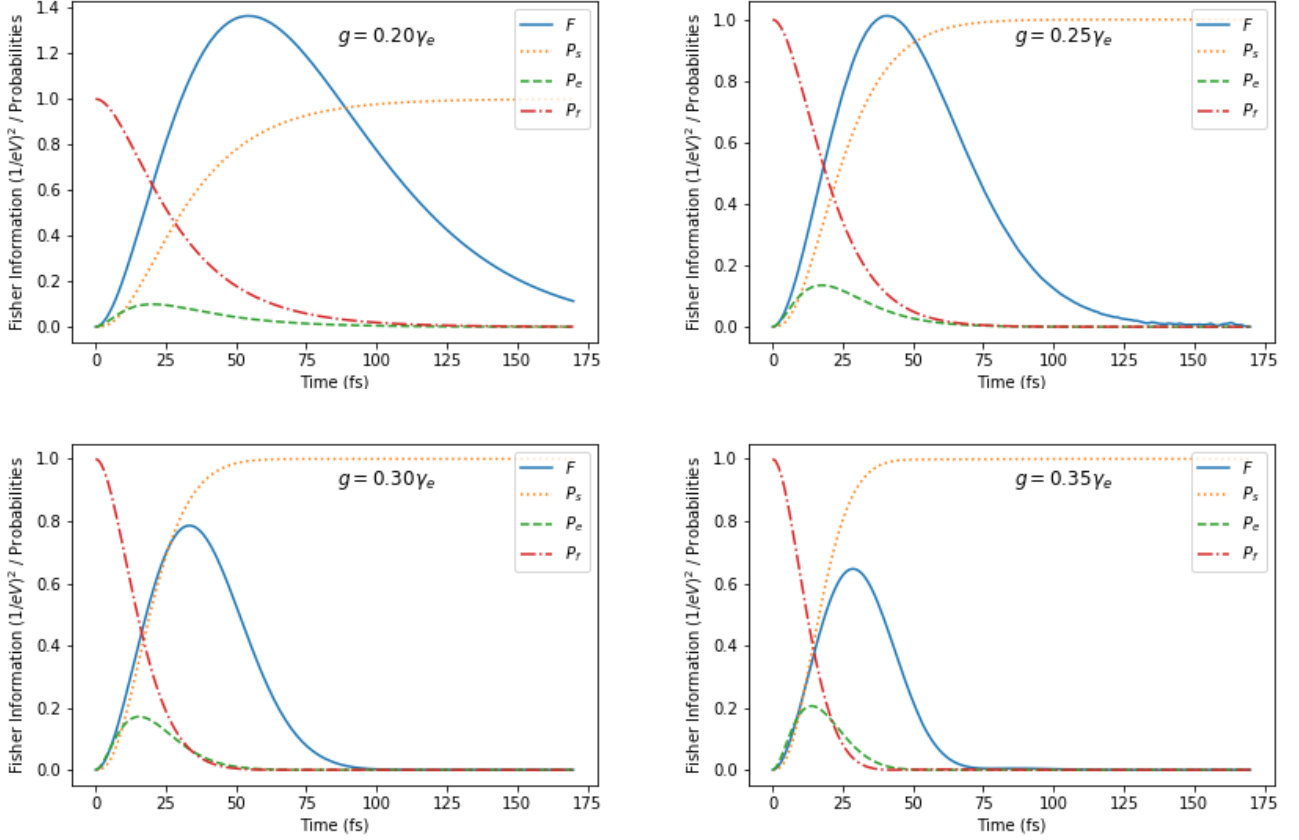 Fisher Information (1/eV)² / Probabilities
1.4
1.2
1.0
0.8
0.6
0.4
0.2
0.0
g = 0.20γₑ
F
Pₛ
Pₑ
P_f
0 25 50 75 100 125 150 175
Time (fs)
Fisher Information (1/eV)² / Probabilities
1.0
0.8
0.6
0.4
0.2
0.0
g = 0.25γₑ
F
Pₛ
Pₑ
P_f
0 25 50 75 100 125 150 175
Time (fs)
Fisher Information (1/eV)² / Probabilities
1.0
0.8
0.6
0.4
0.2
0.0
g = 0.30γₑ
F
Pₛ
Pₑ
P_f
0 25 50 75 100 125 150 175
Time (fs)
Fisher Information (1/eV)² / Probabilities
1.0
0.8
0.6
0.4
0.2
0.0
g = 0.35γₑ
F
Pₛ
Pₑ
P_f
0 25 50 75 100 125 150 175
Time (fs)